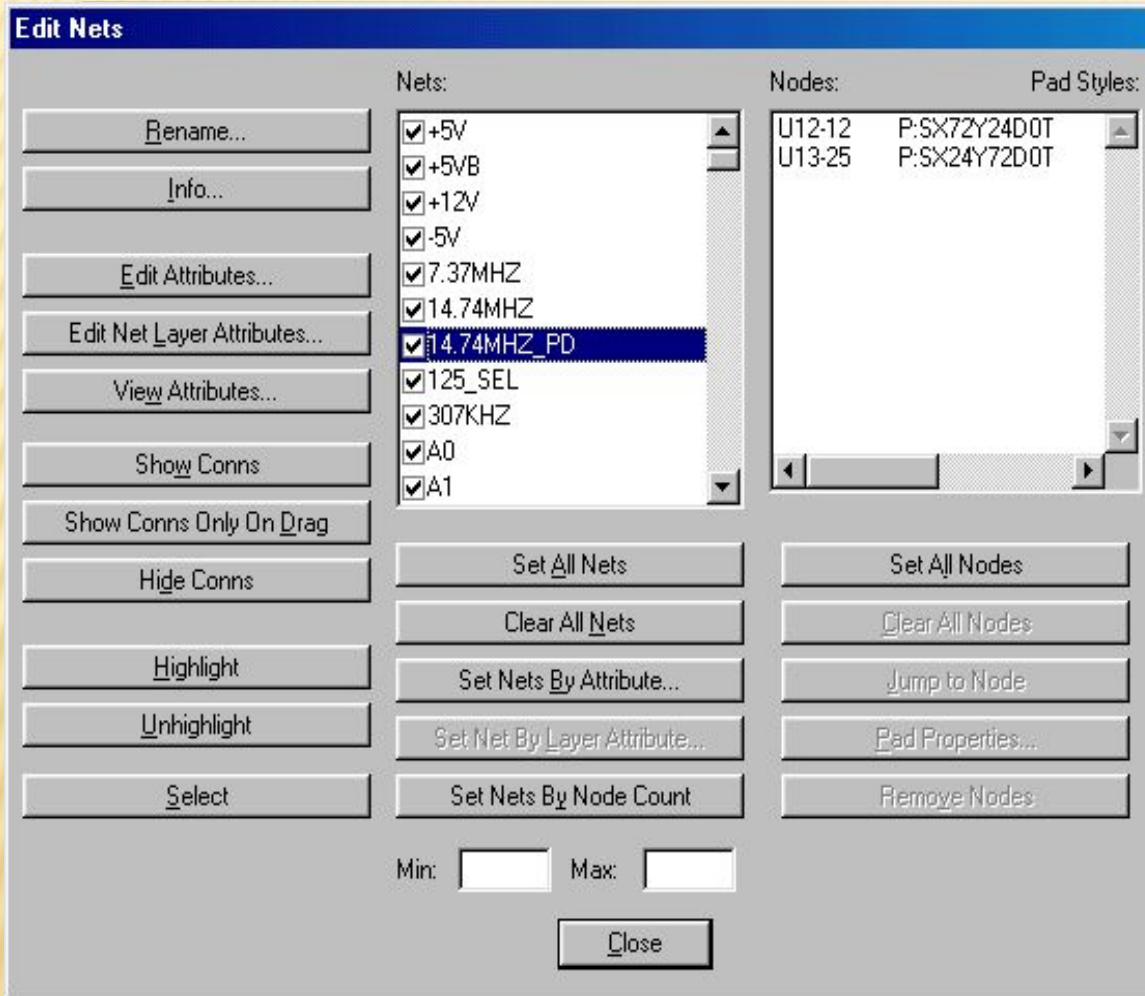 Edit Nets
Nets:
Nodes: Pad Styles:
Rename...
Info...
Edit Attributes...
Edit Net Layer Attributes...
View Attributes...
Show Conns
Show Conns Only On Drag
Hide Conns
Highlight
Unhighlight
Select
+5V
+5VB
+12V
-5V
7.37MHZ
14.74MHZ
14.74MHZ_PD
125_SEL
307KHZ
A0
A1
Set All Nets
Clear All Nets
Set Nets By Attribute...
Set Net By Layer Attribute...
Set Nets By Node Count
Min: Max:
U12-12 P:SX72Y24D0T
U13-25 P:SX24Y72D0T
Set All Nodes
Clear All Nodes
Jump to Node
Pad Properties...
Remove Nodes
Close